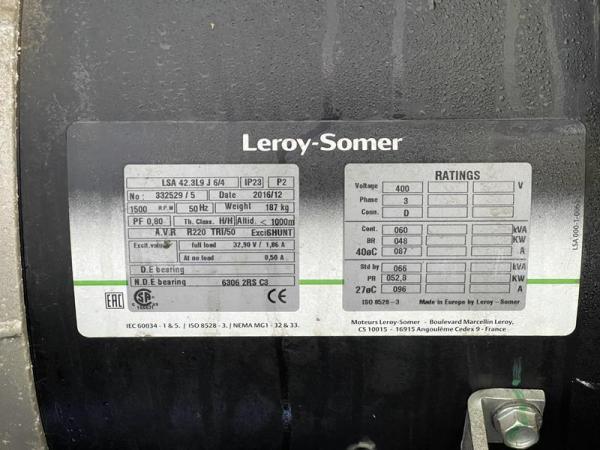 Leroy-Somer
LSA 42.3L9 J 6/4 IP23 P2
No : 332529 / 5 Date 2016/12
1500 R.P.M 50 Hz Weight 187 kg
PF 0,80 Th. Class. H/H Altid. < 1000m
A.V.R R220 TRI/50 Excit SHUNT
Excit.values full load 32,90 V / 1,86 A
At no load 0,50 A
D.E bearing
N.D.E bearing 6306 2RS C3
EAC
SA
CE
IEC 60034 - 1 & 5. / ISO 8528 - 3. / NEMA MG1 - 32 & 33.
RATINGS
Voltage 400 V
Phase 3
Conn. D
Cont. 060 kVA
BR 048 KW
40øC 087 A
Std by 066 kVA
PR 052,8 KW
27øC 096 A
ISO 8528 - 3 Made in Europe by Leroy - Somer
Moteurs Leroy-Somer - Boulevard Marcellin Leroy,
CS 10015 - 16915 Angoulême Cedex 9 - France